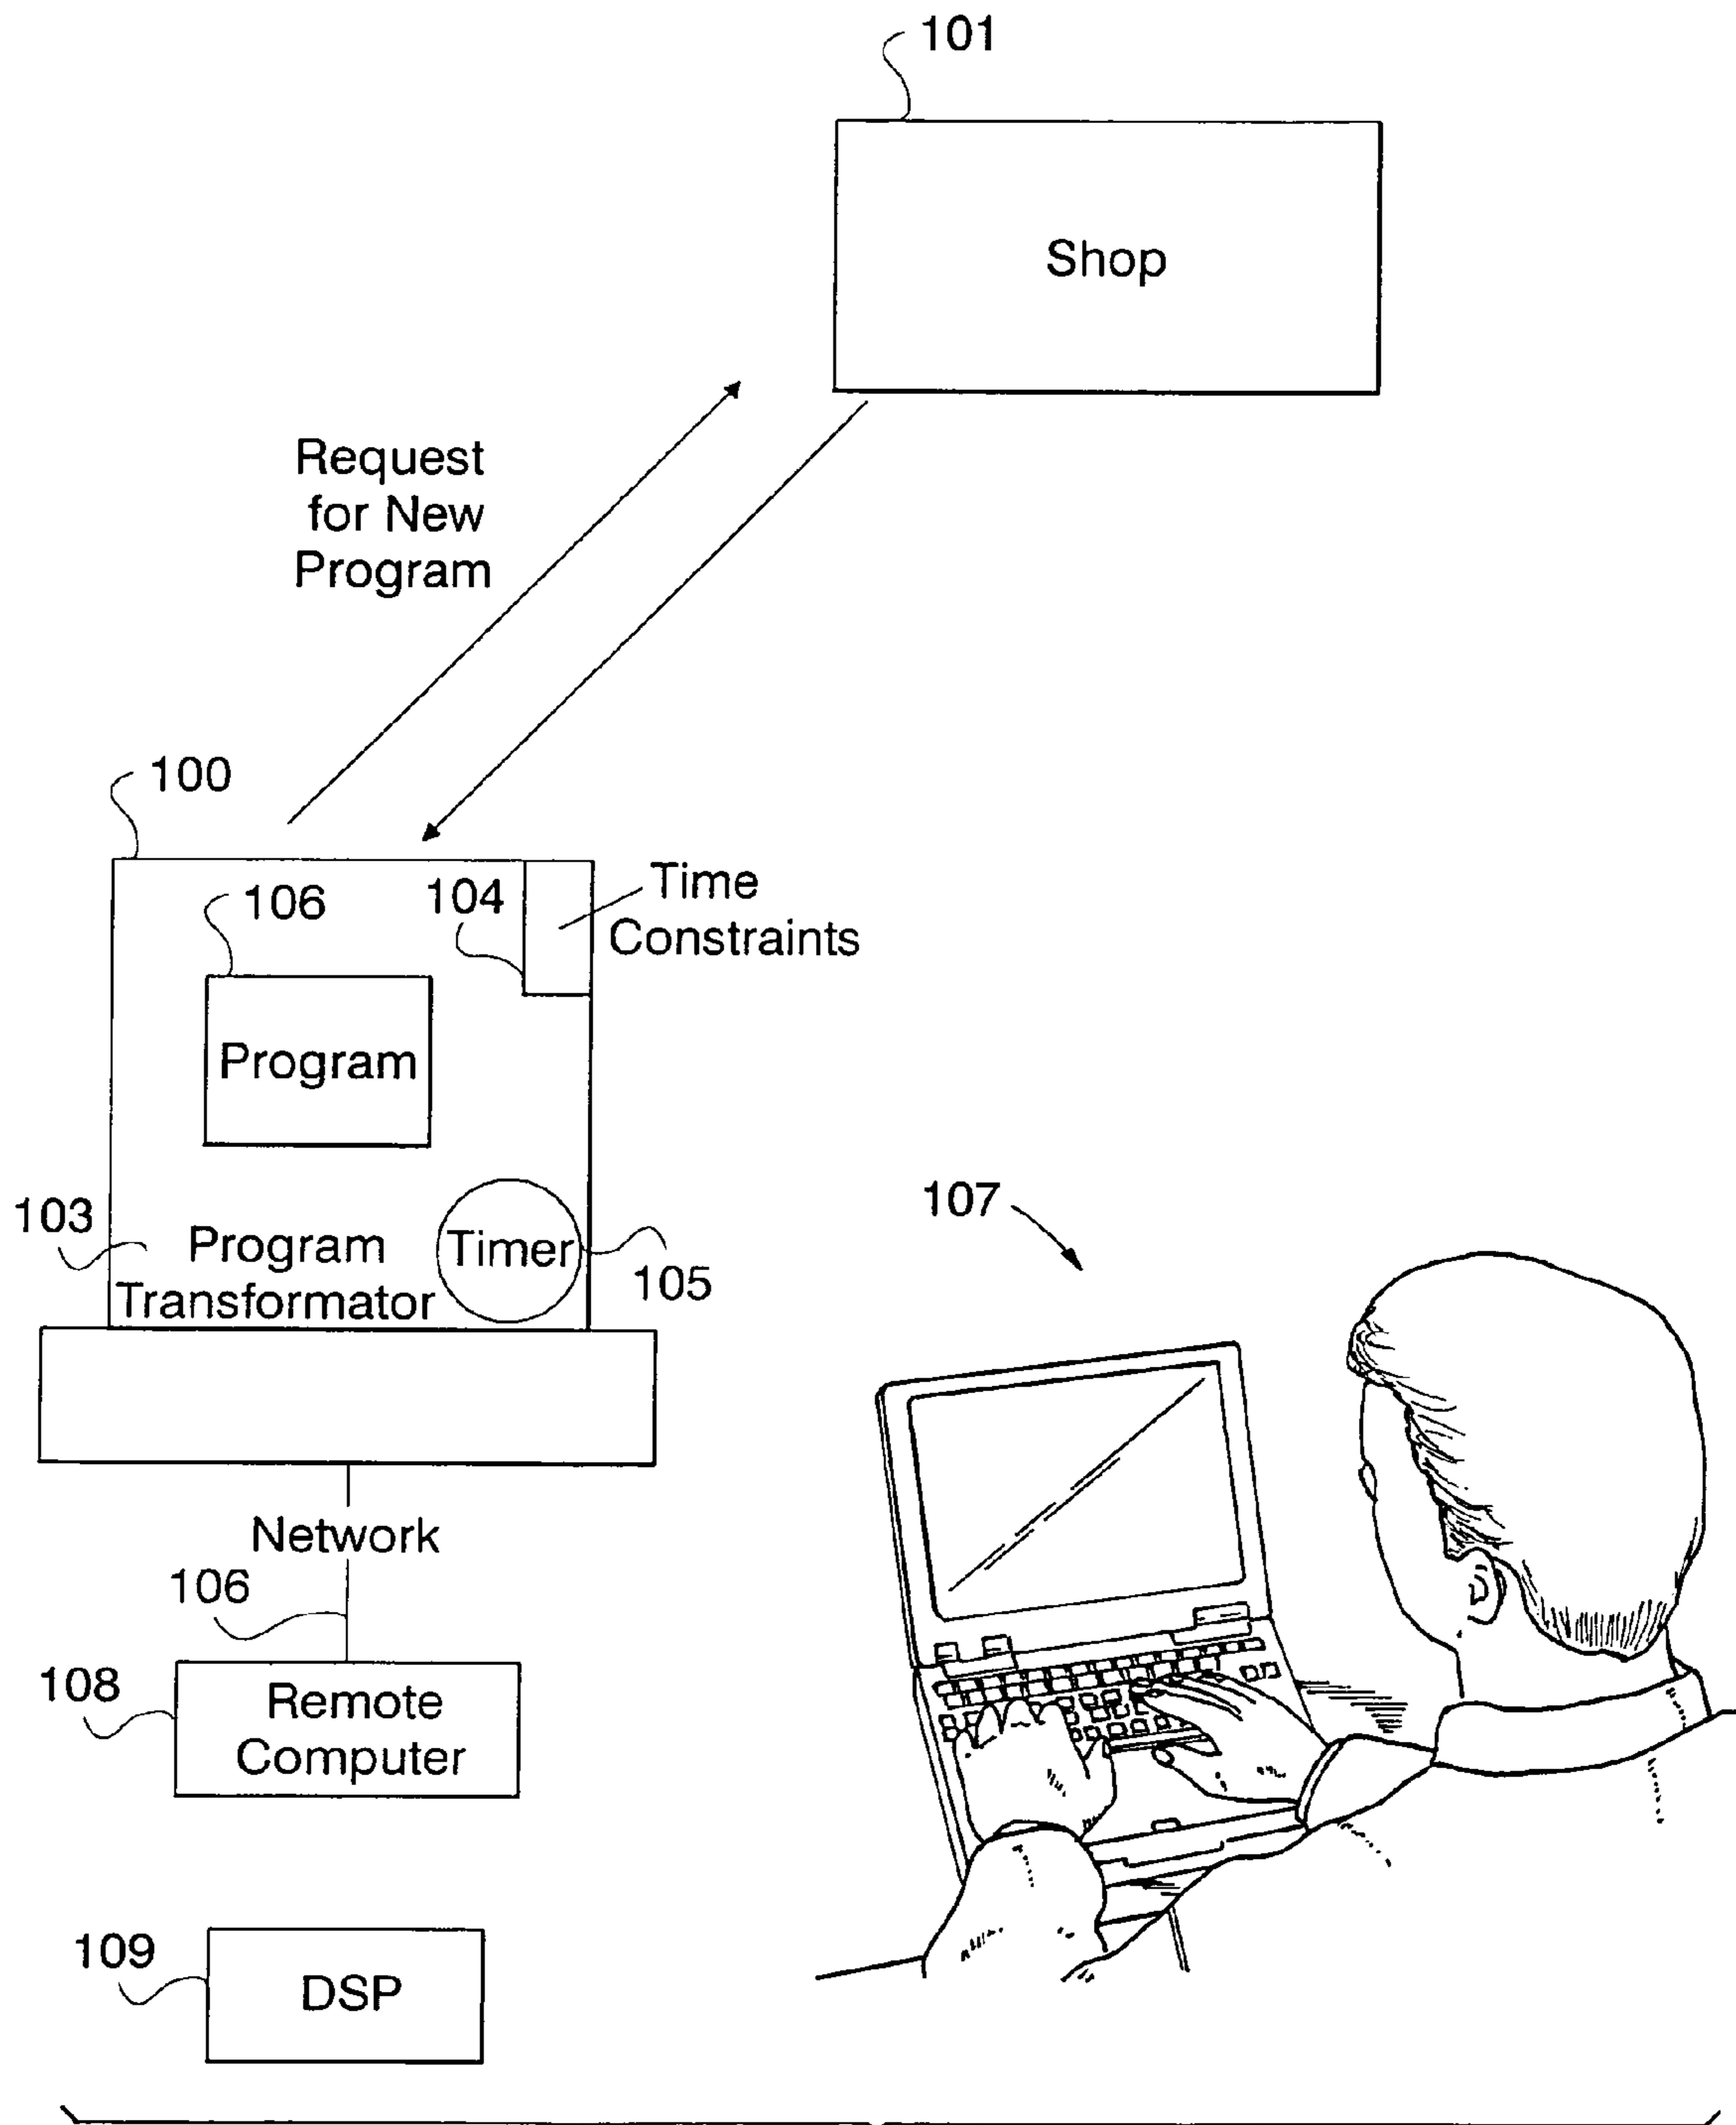 101
Shop
Request
for New
Program
100
106
104
Time
Constraints
Program
103
Program
Transformator
Timer
105
107
Network
106
108
Remote
Computer
109
DSP